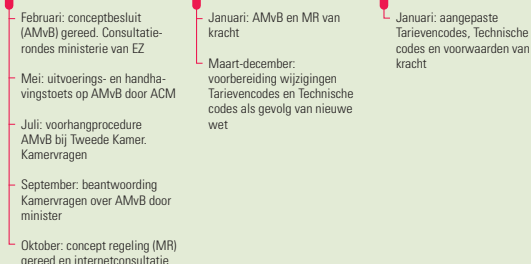 Februari: conceptbesluit
(AMvB) gereed. Consultatie-
rondes ministerie van EZ
Mei: uitvoerings- en handha-
vingstoets op AMvB door ACM
Juli: voorhangprocedure
AMvB bij Tweede Kamer.
Kamervragen
September: beantwoording
Kamervragen over AMvB door
minister
Oktober: concept regeling (MR)
gereed en internetconsultatie
Januari: AMvB en MR van
kracht
Maart-december:
voorbereiding wijzigingen
Tarievencodes en Technische
codes als gevolg van nieuwe
wet
Januari: aangepaste
Tarievencodes, Technische
codes en voorwaarden van
kracht